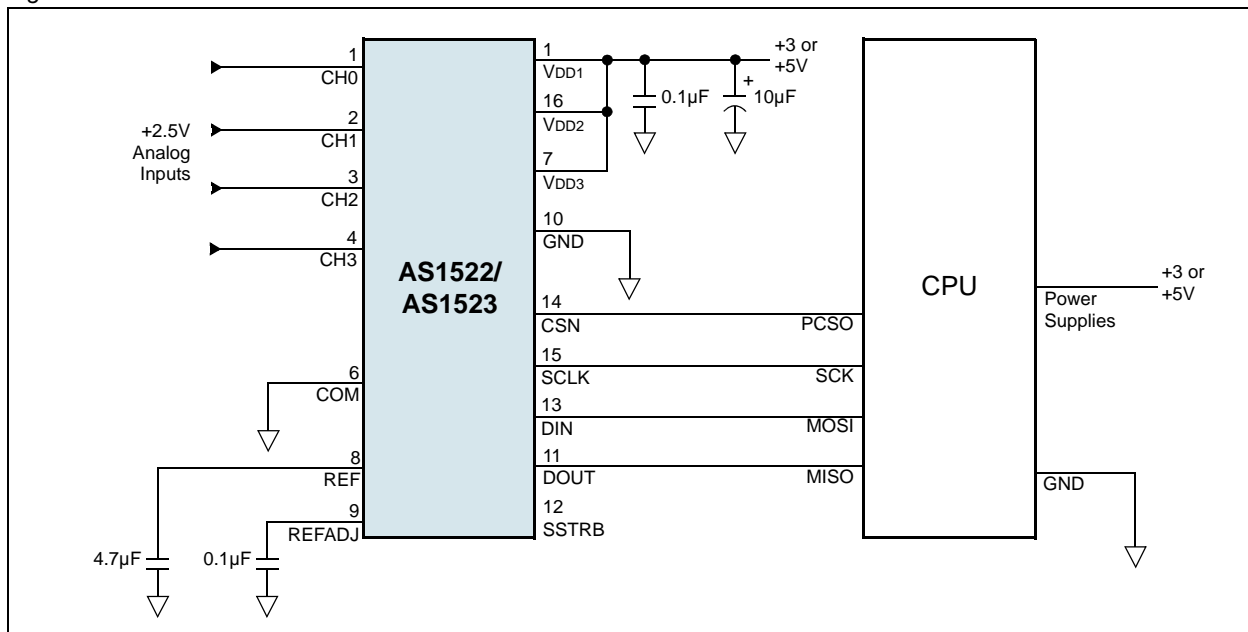 1
CH0
2
CH1
3
CH2
4
CH3
+2.5V
Analog
Inputs
6
COM
8
REF
9
REFADJ
4.7µF
0.1µF
AS1522/
AS1523
1
VDD1
16
VDD2
7
VDD3
10
GND
14
CSN
15
SCLK
13
DIN
11
DOUT
12
SSTRB
0.1µF
+
10µF
+3 or
+5V
PCSO
SCK
MOSI
MISO
CPU
Power
Supplies
+3 or
+5V
GND